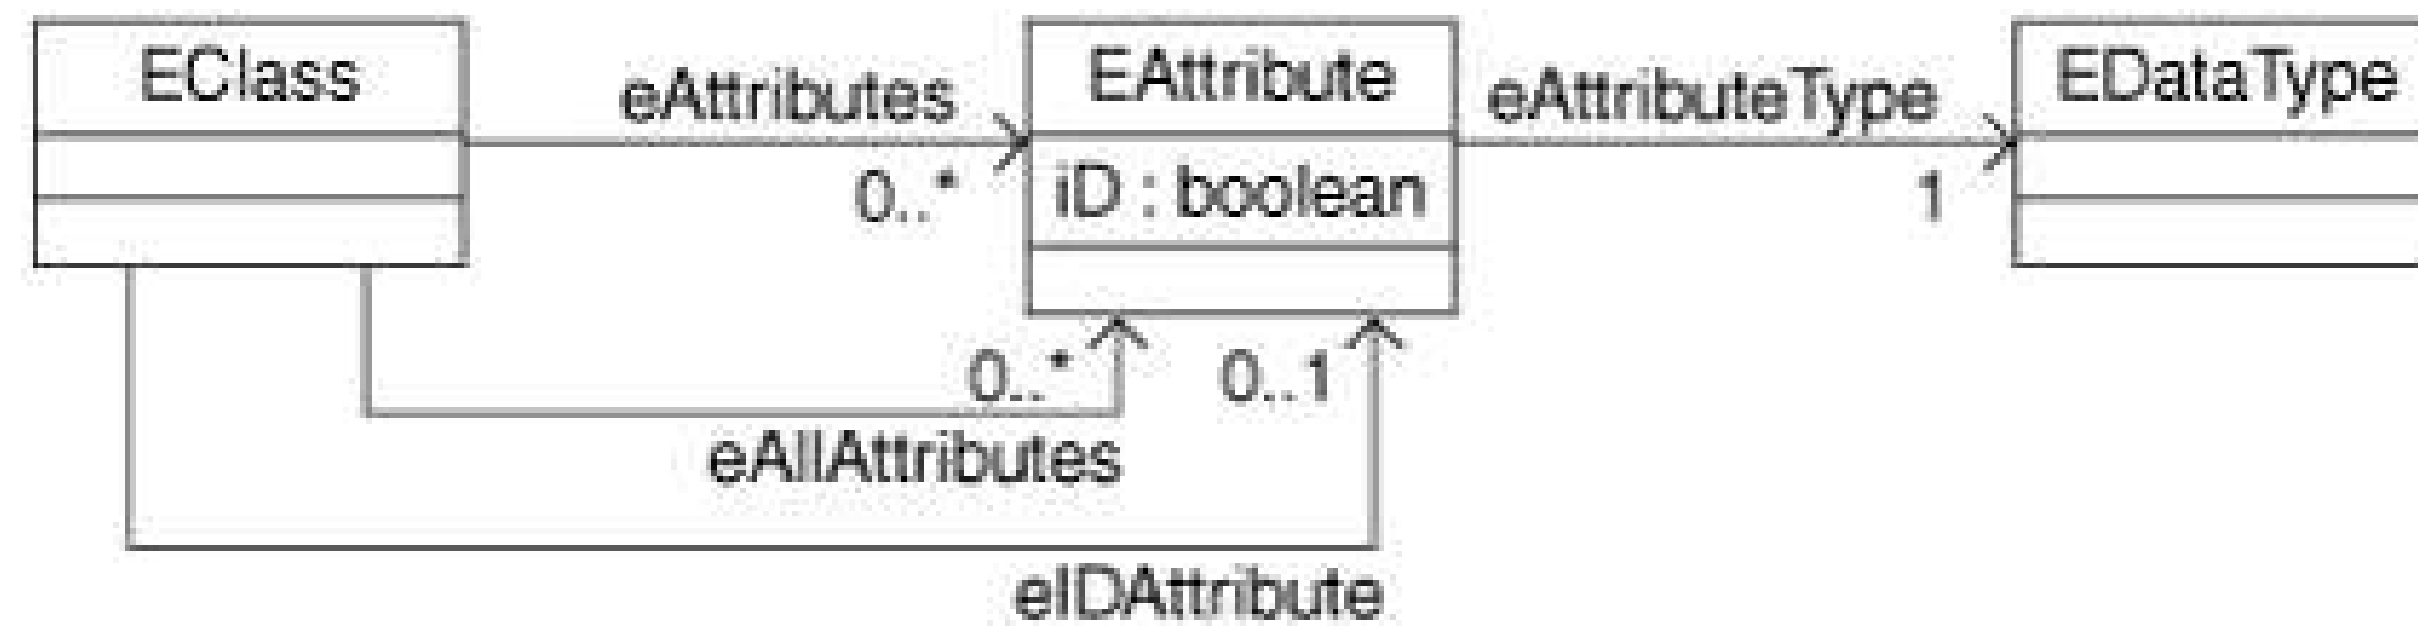 EClass
eAttributes
0..*
EAttribute
iD : boolean
eAttributeType
1
EDataType
0..*
0..1
eAllAttributes
eIDAttribute